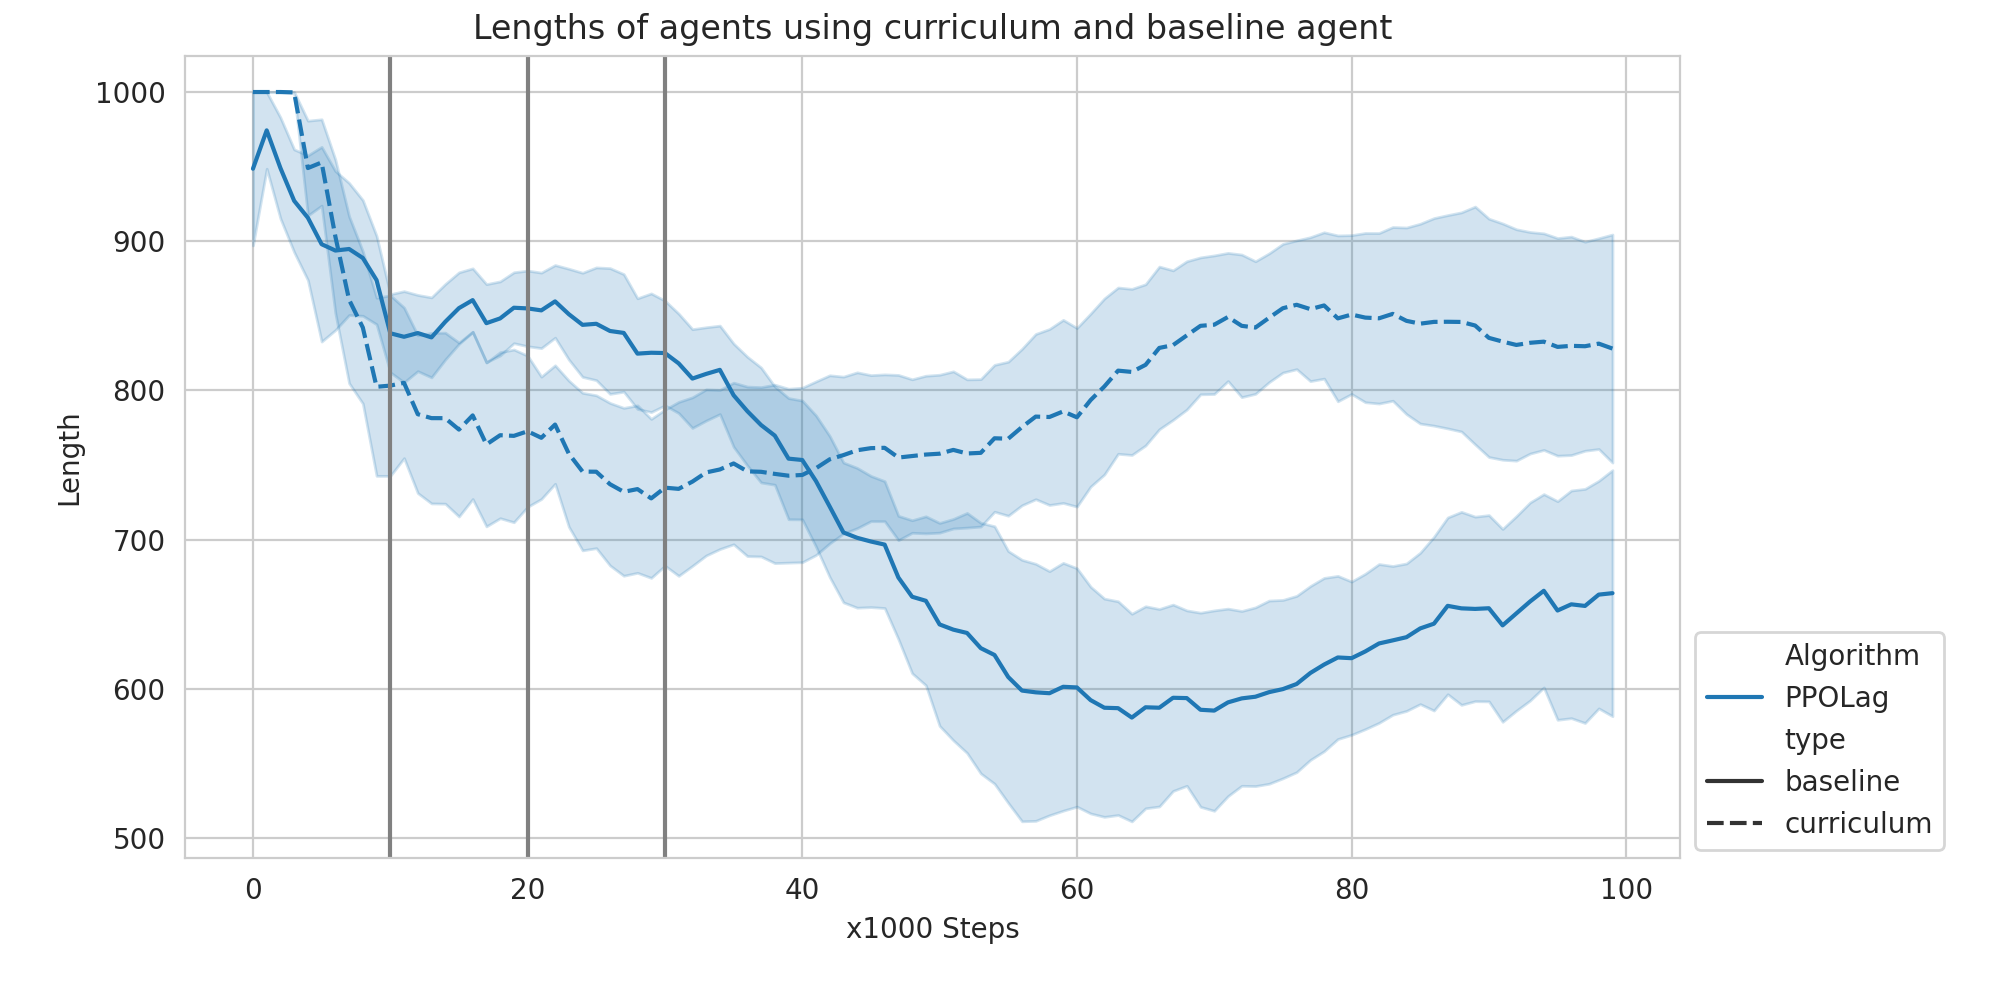 Lengths of agents using curriculum and baseline agent
1000
900
800
700
600
500
Length
0 20 40 60 80 100
x1000 Steps
Algorithm
PPOLag
type
baseline
curriculum